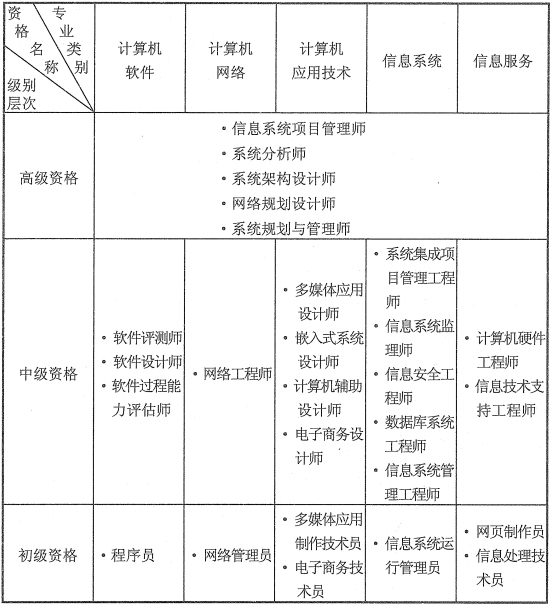 资格名称
专业类别
级别层次
计算机
软件
计算机
网络
计算机
应用技术
信息系统
信息服务
高级资格
·信息系统项目管理师
·系统分析师
·系统架构设计师
·网络规划设计师
·系统规划与管理师
中级资格
·软件评测师
·软件设计师
·软件过程能
力评估师
·网络工程师
·多媒体应用
设计师
·嵌入式系统
设计师
·计算机辅助
设计师
·电子商务设
计师
·系统集成项
目管理工程
师
·信息系统监
理师
·信息安全工
程师
·数据库系统
工程师
·信息系统管
理工程师
·计算机硬件
工程师
·信息技术支
持工程师
初级资格
·程序员
·网络管理员
·多媒体应用
制作技术员
·电子商务技
术员
·信息系统运
行管理员
·网页制作员
·信息处理技
术员